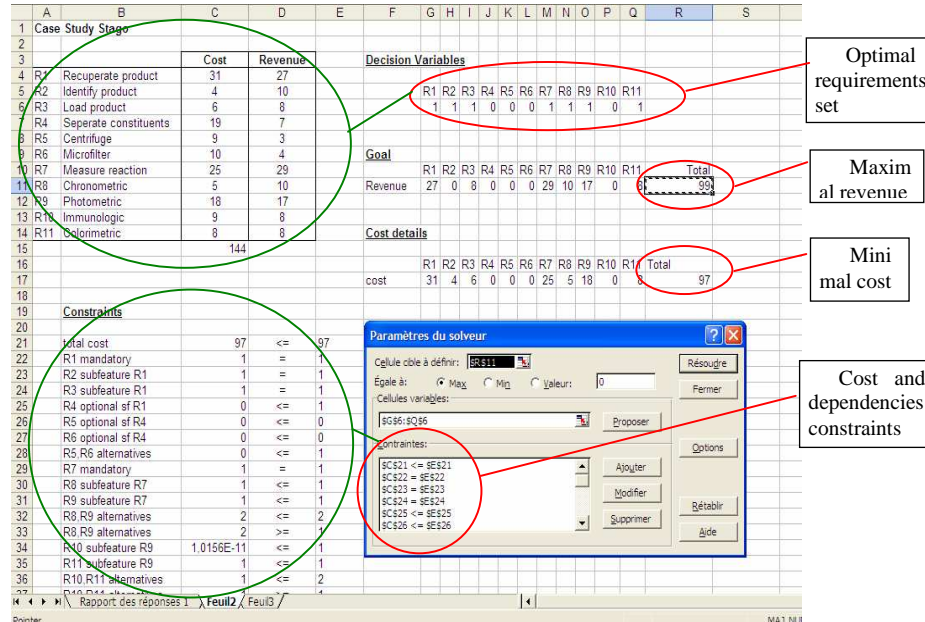 A B C D E F G H I J K L M N O P Q R S
1 Case Study Stago
2
3 Cost Revenue Decision Variables
4 R1 Recuperate product 31 27
5 R2 Identify product 4 10 R1 R2 R3 R4 R5 R6 R7 R8 R9 R10 R11
6 R3 Load product 6 8 1 1 1 0 0 0 1 1 1 0 1
7 R4 Seperate constituents 19 7
8 R5 Centrifuge 9 3
9 R6 Microfilter 10 4 Goal
10 R7 Measure reaction 25 29 R1 R2 R3 R4 R5 R6 R7 R8 R9 R10 R11 Total
11 R8 Chronometric 5 10 Revenue 27 0 8 0 0 0 29 10 17 0 8 99
12 R9 Photometric 18 17
13 R10 Immunologic 9 8
14 R11 Colorimetric 8 8 Cost details
15 144
16 R1 R2 R3 R4 R5 R6 R7 R8 R9 R10 R11 Total
17 cost 31 4 6 0 0 0 25 5 18 0 8 97
18
19 Constraints
20
21 total cost 97 <= 97
22 R1 mandatory 1 = 1
23 R2 subfeature R1 1 = 1
24 R3 subfeature R1 1 = 1
25 R4 optional sf R1 0 <= 1
26 R5 optional sf R4 0 <= 0
27 R6 optional sf R4 0 <= 0
28 R5,R6 alternatives 0 <= 1
29 R7 mandatory 1 = 1
30 R8 subfeature R7 1 <= 1
31 R9 subfeature R7 1 <= 1
32 R8,R9 alternatives 2 <= 2
33 R8,R9 alternatives 2 >= 1
34 R10 subfeature R9 1,0156E-11 <= 1
35 R11 subfeature R9 1 <= 1
36 R10,R11 alternatives 1 <= 2
37 R10,R11 alternatives 1 >= 1
Rapport des réponses 1 Feuil2 Feuil3
Pointer MAJ NU
Paramètres du solveur
Cellule cible à définir: $R$11
Résoudre
Égale à: Max Min Valeur: 0
Fermer
Cellules variables:
$G$6:$Q$6
Proposer
Contraintes:
Options
$C$21 <= $E$21
$C$22 = $E$22
$C$23 = $E$23
$C$24 = $E$24
$C$25 <= $E$25
$C$26 <= $E$26
Ajouter
Modifier
Supprimer
Rétablir
Aide
Optimal
requirements
set
Maxim
al revenue
Mini
mal cost
Cost and
dependencies
constraints